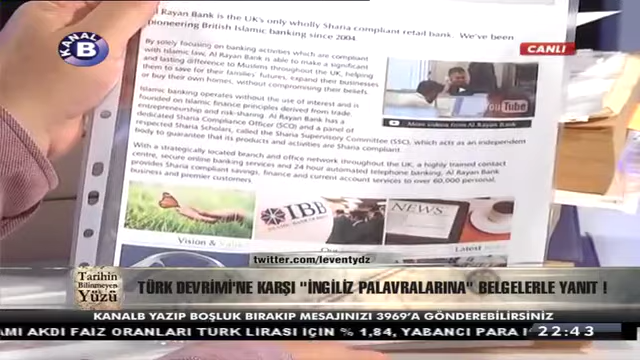 Al Rayan Bank is the UK's only wholly Sharia compliant retail bank. We've been
pioneering British Islamic banking since 2004.
KANAL
B
CANLI
By solely focusing on banking activities which are compliant
with Islamic law, Al Rayan Bank is able to make a significant
and lasting difference to Muslims throughout the UK, helping
them to save for their families' futures, expand their businesses
or buy their own homes, without compromising their beliefs
Islamic banking operates without the use of interest and is
founded on Islamic finance principles derived from trade,
entrepreneurship and risk-sharing. Al Rayan Bank has a
dedicated Sharia Compliance Officer (SCO) and a panel of
respected Sharia Scholars, called the Sharia Supervisory Committee (SSC), which acts as an independent
body to guarantee that its products and activities are Sharia compliant.
You Tube
More videos from Al Rayan Bank
With a strategically located branch and office network throughout the UK, a highly trained contact
centre, secure online banking services and 24 hour automated telephone banking, Al Rayan Bank
provides Sharia compliant savings, finance and current account services to over 60,000 personal,
business and premier customers.
IBB
NEWS
Vision &
Our
Latest
twitter.com/leventydz
Tarihin
Bilinmeyen
Yüzü
TÜRK DEVRİMİ'NE KARŞI "İNGİLİZ PALAVRALARINA" BELGELERLE YANIT !
KANALB YAZIP BOŞLUK BIRAKIP MESAJINIZI 3969'A GÖNDEREBİLİRSİNİZ
AMI AKDI FAİZ ORANLARI TÜRK LİRASI İÇİN % 1,84, YABANCI PARA
22:43